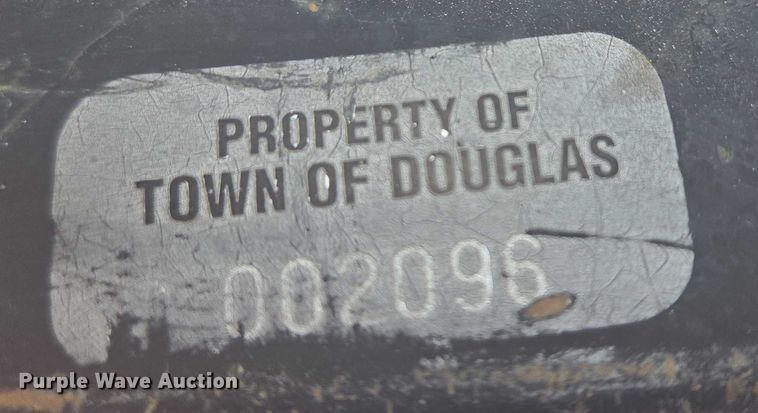 PROPERTY OF
TOWN OF DOUGLAS
002096
Purple Wave Auction